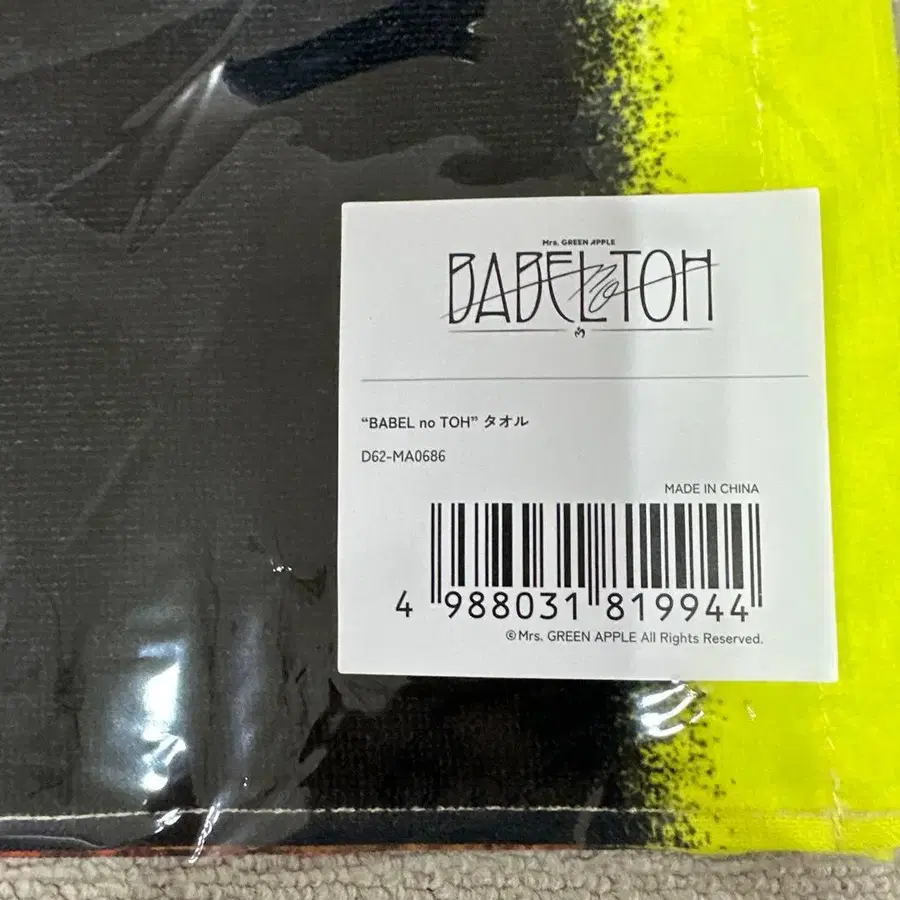 Mrs. GREEN APPLE
BABEL no TOH
“BABEL no TOH” タオル
D62-MA0686
MADE IN CHINA
4 988031 819944
©Mrs. GREEN APPLE All Rights Reserved.